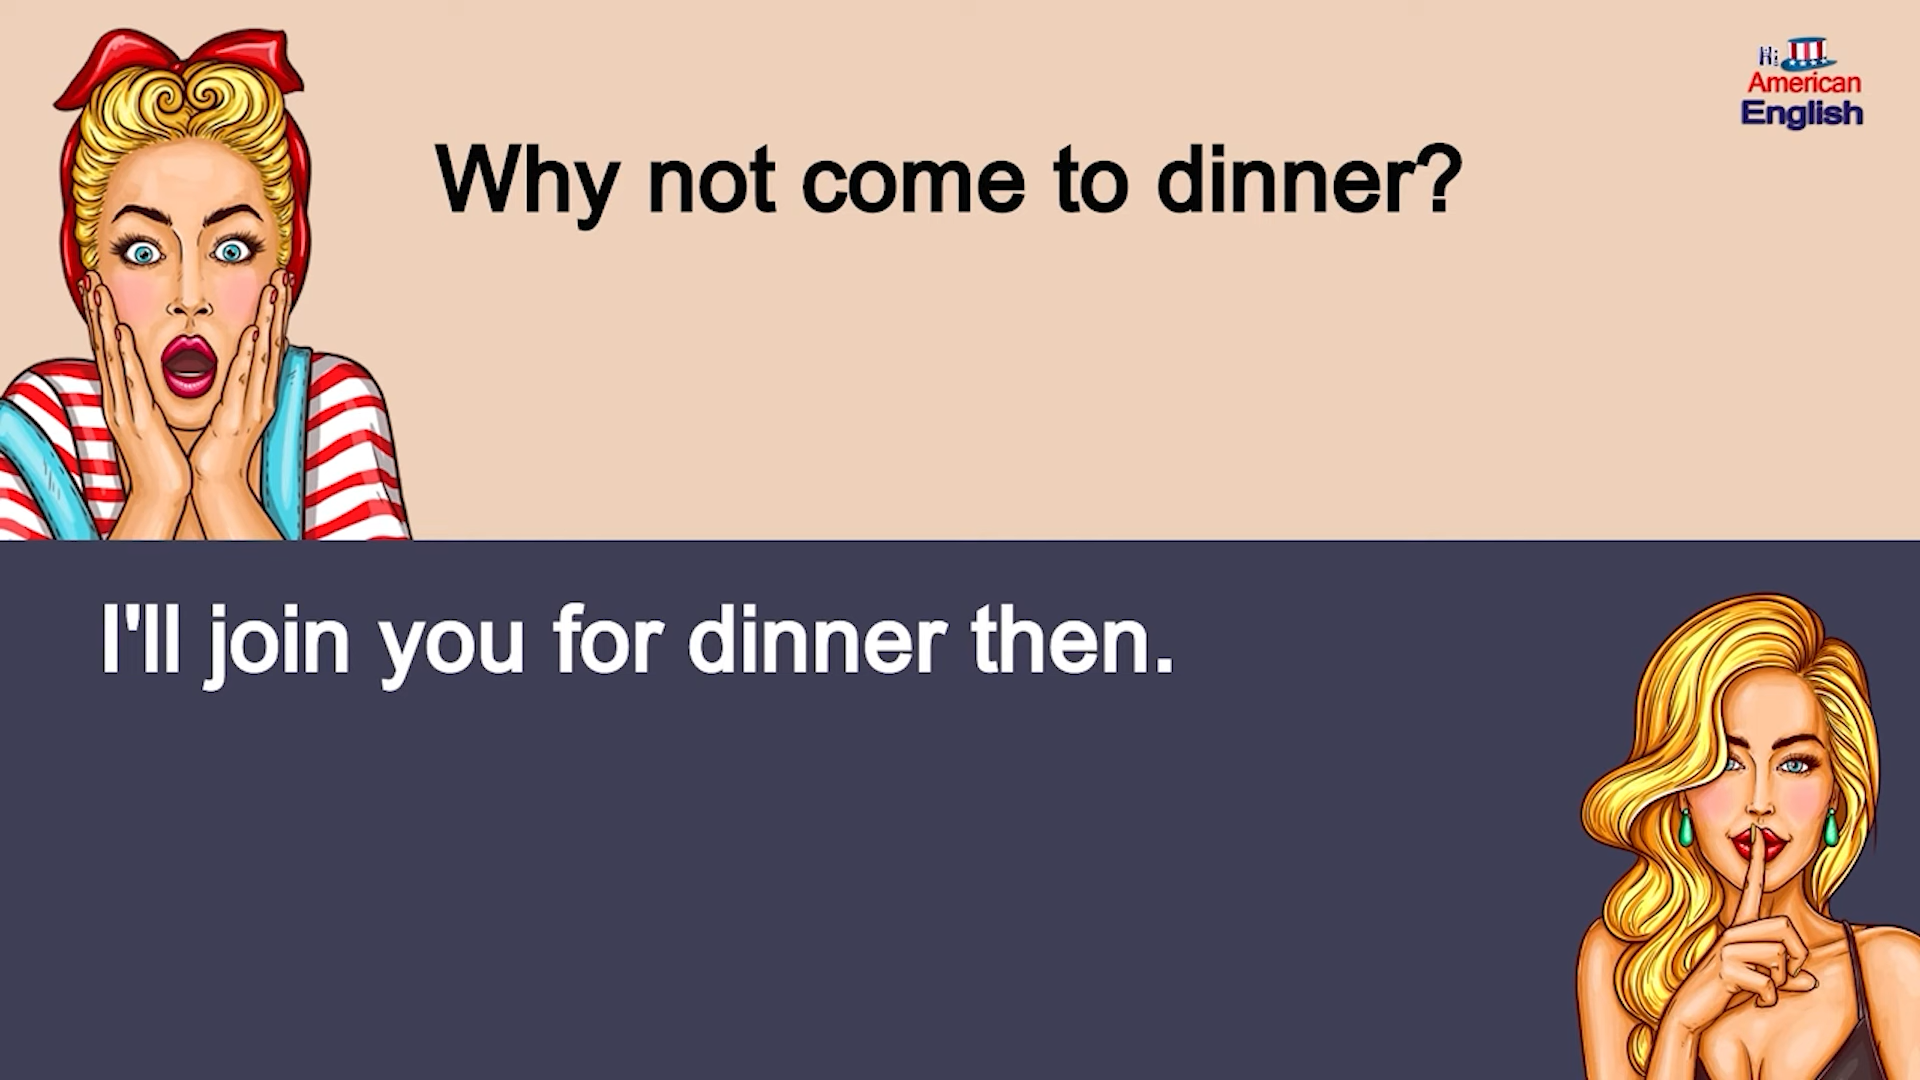 Hi
American
English
Why not come to dinner?
I'll join you for dinner then.